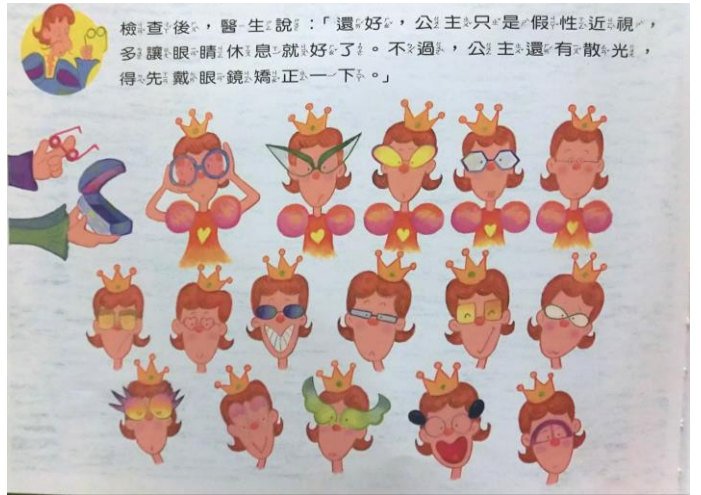 檢查後，醫生說：「還好，公主只是假性近視，
多讓眼睛休息就好了。不過，公主還有散光，
得先戴眼鏡矯正一下。」